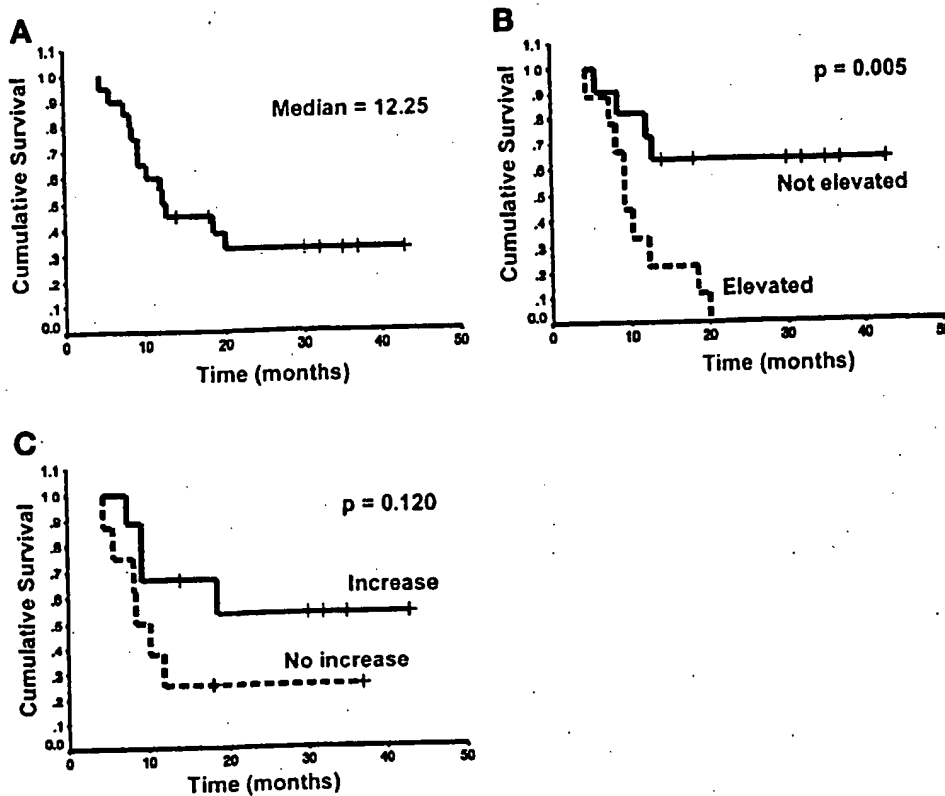 A
1.1
1 0
.9
.8
.7
.6
.5
.4
.3
.2
.1
0.0
Cumulative Survival
Median = 12.25
0 10 20 30 40 50
Time (months)
B
1.1
1 0
.9
.8
.7
.6
.5
.4
.3
.2
.1
0.0
Cumulative Survival
p = 0.005
Not elevated
Elevated
0 10 20 30 40 50
Time (months)
C
1.1
1 0
.9
.8
.7
.6
.5
.4
.3
.2
.1
0.0
Cumulative Survival
p = 0.120
Increase
No increase
0 10 20 30 40 50
Time (months)